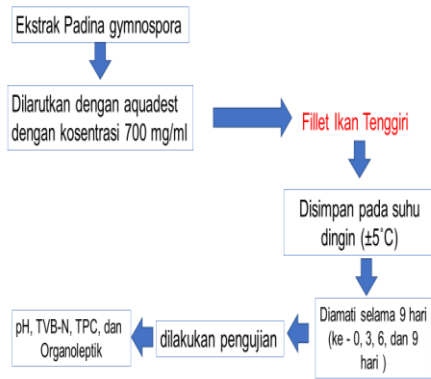 Ekstrak Padina gymnospora
Dilarutkan dengan aquadest
dengan kosentrasi 700 mg/ml
Fillet Ikan Tenggiri
Disimpan pada suhu
dingin (±5˚C)
Diamati selama 9 hari
(ke - 0, 3, 6, dan 9
hari )
dilakukan pengujian
pH, TVB-N, TPC, dan
Organoleptik